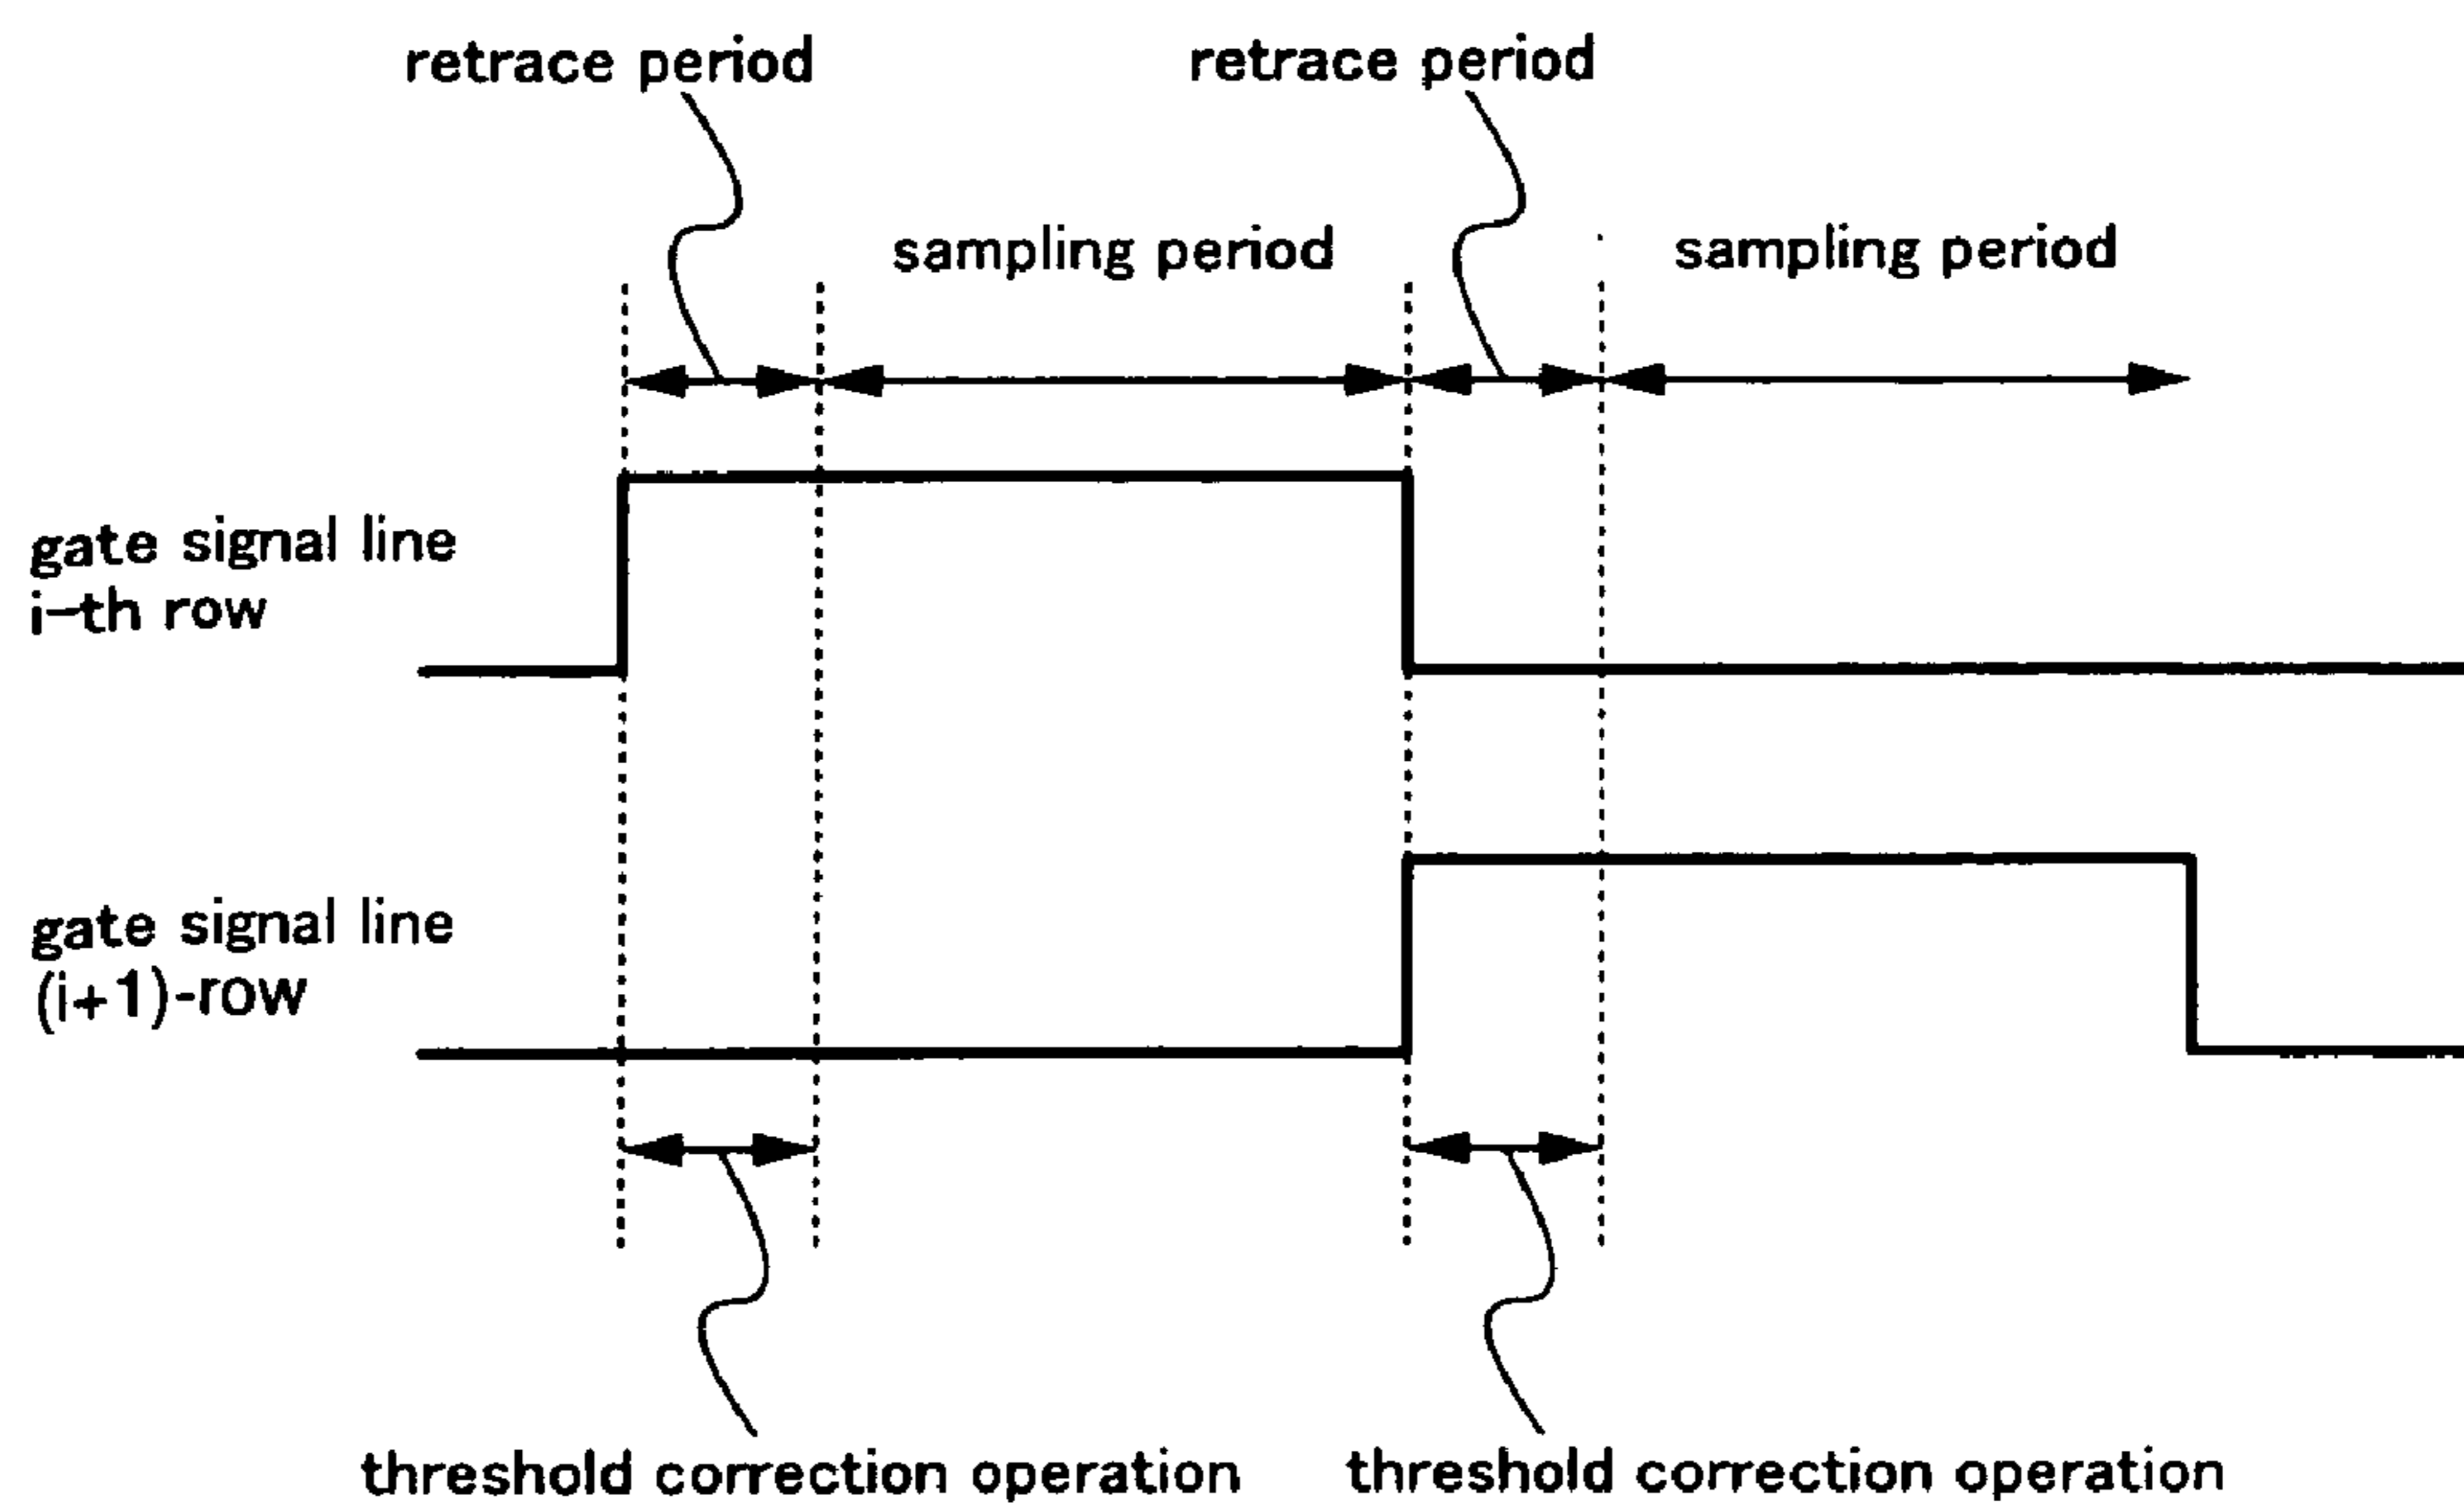 retrace period
retrace period
sampling period
sampling period
gate signal line
i-th row
gate signal line
(i+1)-row
threshold correction operation
threshold correction operation